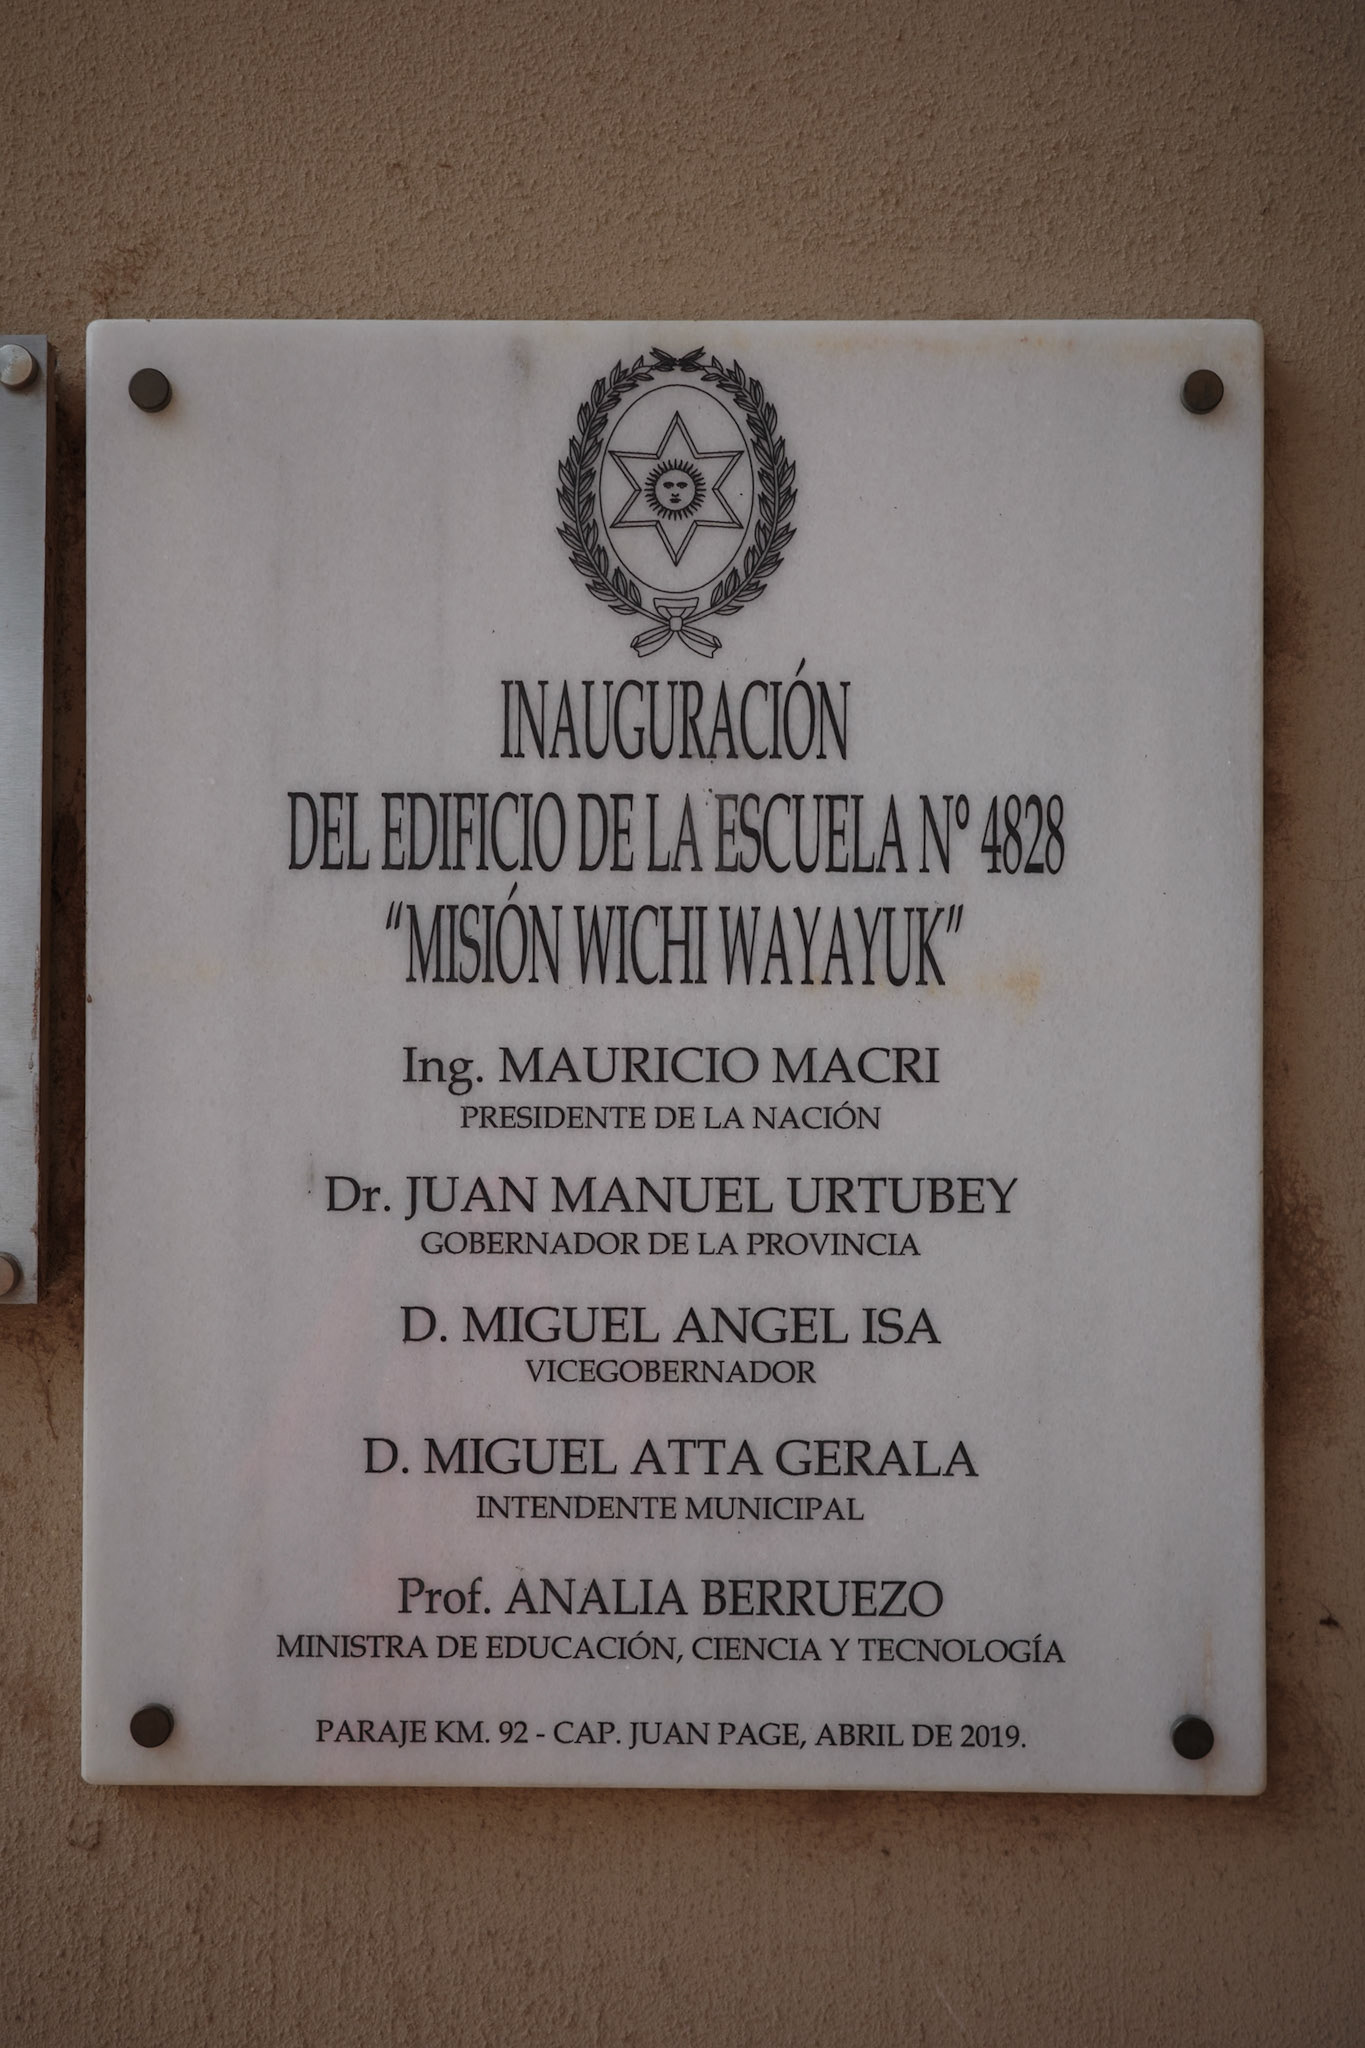 INAUGURACIÓN
DEL EDIFICIO DE LA ESCUELA Nº 4828
“MISIÓN WICHI WAYAYUK”
Ing. MAURICIO MACRI
PRESIDENTE DE LA NACIÓN
Dr. JUAN MANUEL URTUBEY
GOBERNADOR DE LA PROVINCIA
D. MIGUEL ANGEL ISA
VICEGOBERNADOR
D. MIGUEL ATTA GERALA
INTENDENTE MUNICIPAL
Prof. ANALIA BERRUEZO
MINISTRA DE EDUCACIÓN, CIENCIA Y TECNOLOGÍA
PARAJE KM. 92 - CAP. JUAN PAGE, ABRIL DE 2019.